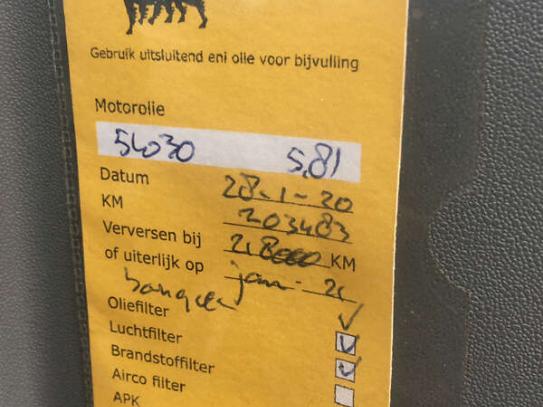 Gebruik uitsluitend eni olie voor bijvulling
Motorolie
5W30 5,8l
Datum 28-1-20
KM 203483
Verversen bij 218000 KM
of uiterlijk op jan-21
Oliefilter
Luchtfilter
Brandstoffilter
Airco filter
APK